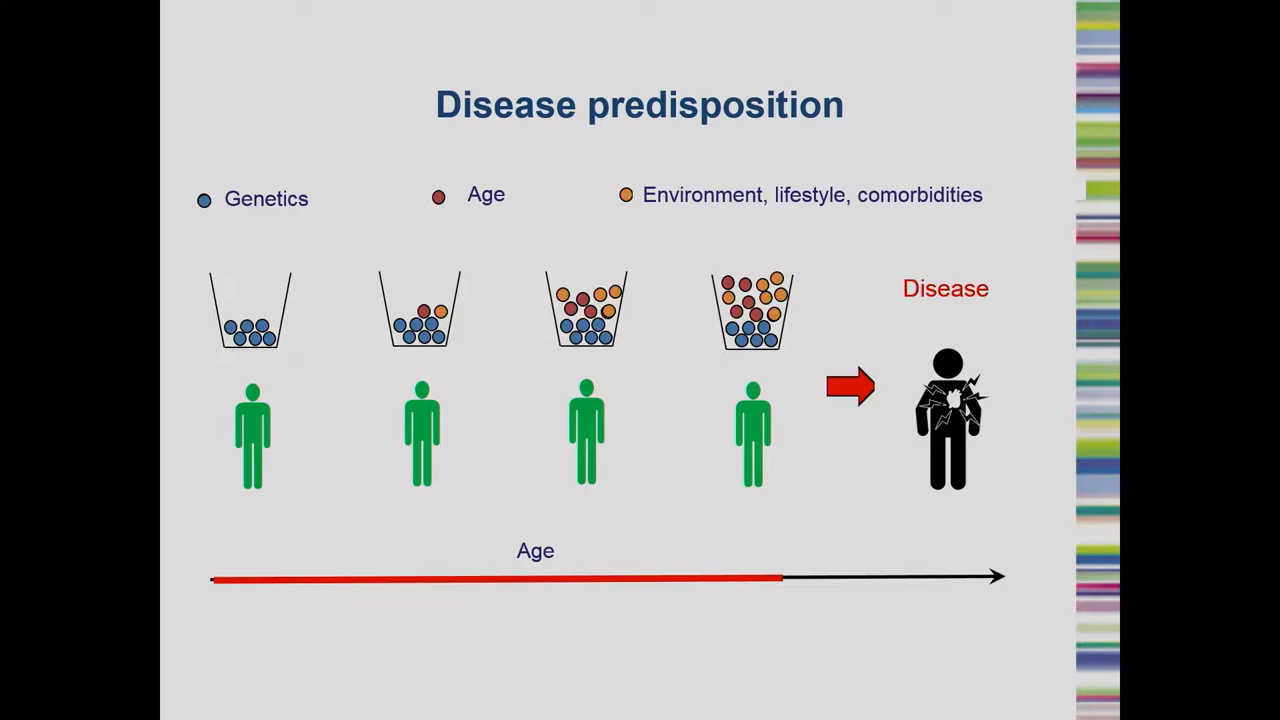 Disease predisposition
Genetics
Age
Environment, lifestyle, comorbidities
Disease
Age